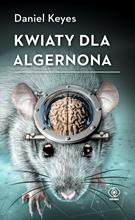 Daniel Keyes
KWIATY DLA
ALGERNONA